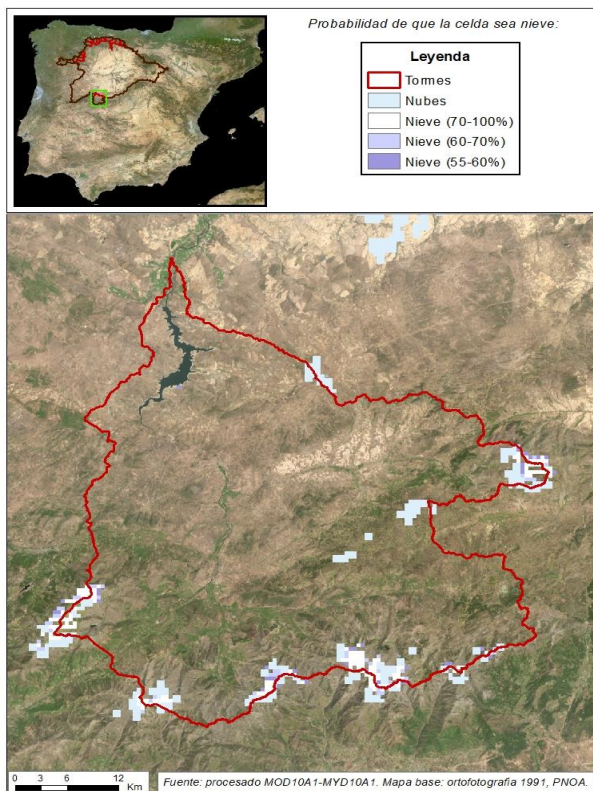 Probabilidad de que la celda sea nieve:
Leyenda
Tormes
Nubes
Nieve (70-100%)
Nieve (60-70%)
Nieve (55-60%)
0 3 6 12
Km
Fuente: procesado MOD10A1-MYD10A1. Mapa base: ortofotografia 1991, PNOA.